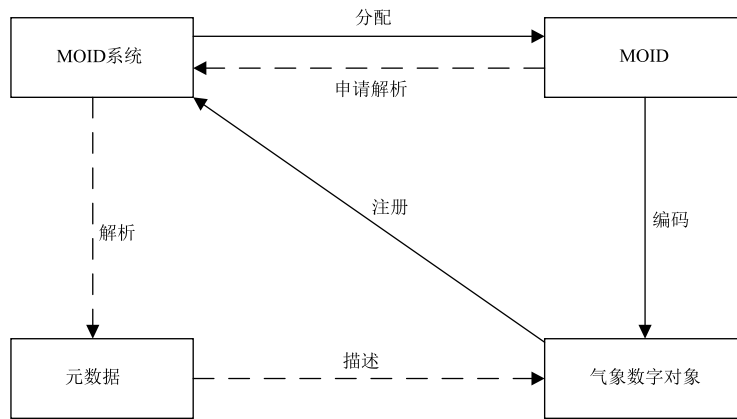 分配
MOID系统
MOID
申请解析
注册
解析
编码
描述
元数据
气象数字对象